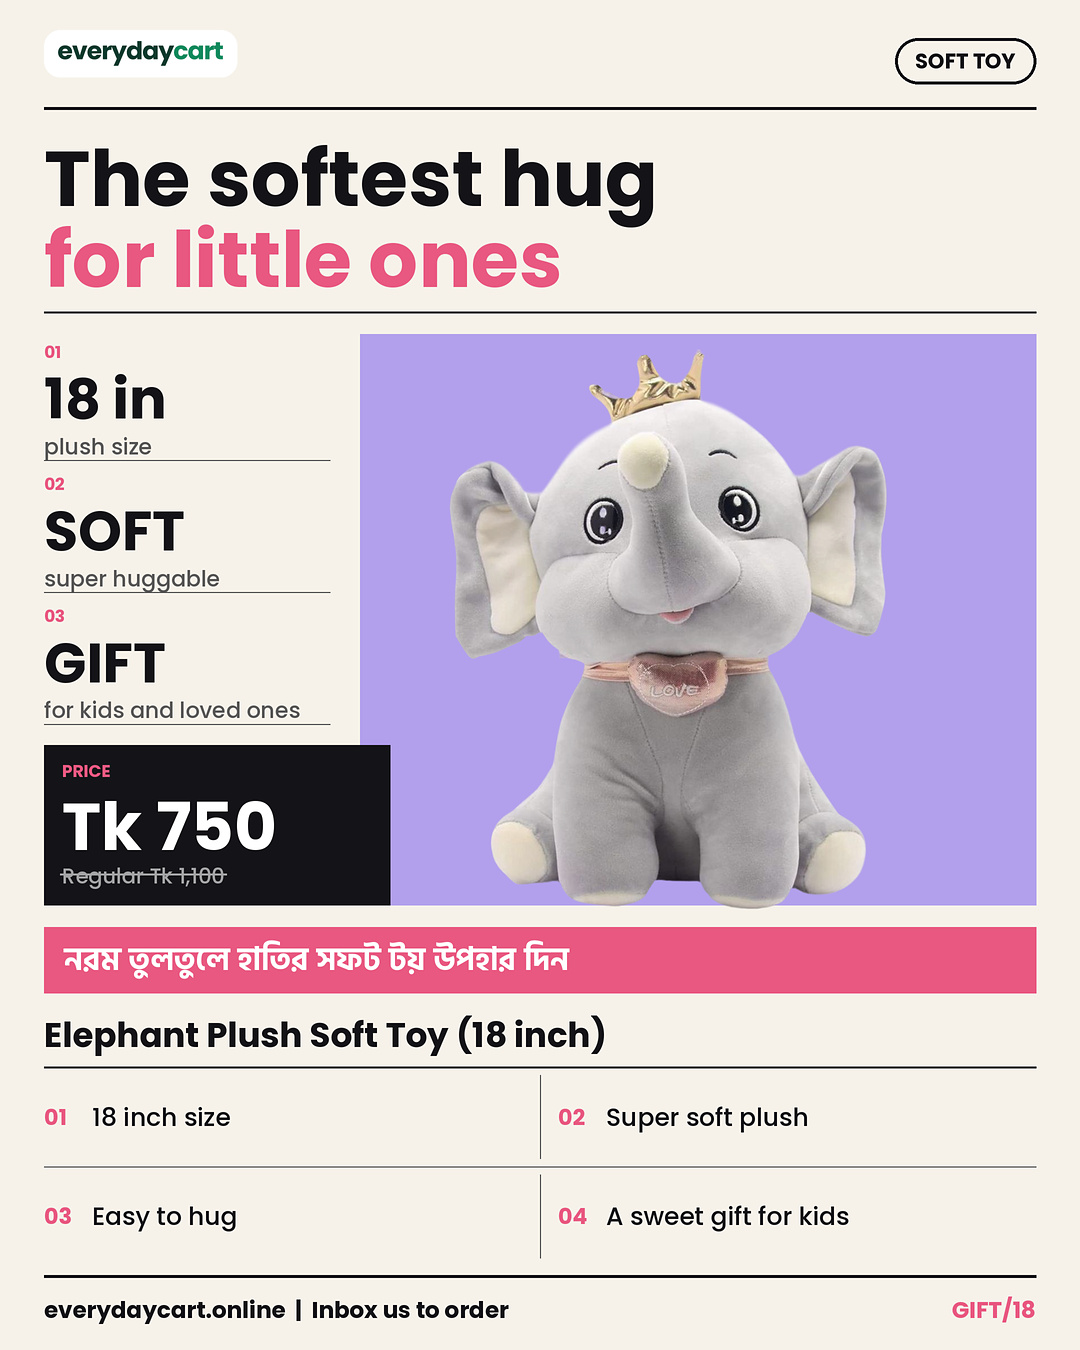 everydaycart
SOFT TOY
The softest hug
for little ones
01
18 in
plush size
02
SOFT
super huggable
03
GIFT
for kids and loved ones
LOVE
PRICE
Tk 750
Regular Tk 1,100
নরম তুলতুলে হাতির সফট টয় উপহার দিন
Elephant Plush Soft Toy (18 inch)
01 18 inch size
02 Super soft plush
03 Easy to hug
04 A sweet gift for kids
everydaycart.online | Inbox us to order
GIFT/18